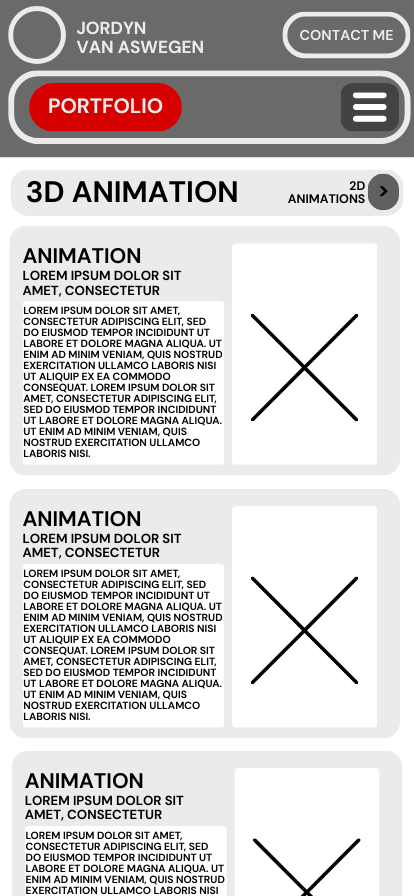 JORDYN
VAN ASWEGEN
CONTACT ME
PORTFOLIO
3D ANIMATION
2D
ANIMATIONS
>
ANIMATION
LOREM IPSUM DOLOR SIT
AMET, CONSECTETUR
LOREM IPSUM DOLOR SIT AMET,
CONSECTETUR ADIPISCING ELIT, SED
DO EIUSMOD TEMPOR INCIDIDUNT UT
LABORE ET DOLORE MAGNA ALIQUA. UT
ENIM AD MINIM VENIAM, QUIS NOSTRUD
EXERCITATION ULLAMCO LABORIS NISI
UT ALIQUIP EX EA COMMODO
CONSEQUAT. LOREM IPSUM DOLOR SIT
AMET, CONSECTETUR ADIPISCING ELIT,
SED DO EIUSMOD TEMPOR INCIDIDUNT
UT LABORE ET DOLORE MAGNA ALIQUA.
UT ENIM AD MINIM VENIAM, QUIS
NOSTRUD EXERCITATION ULLAMCO
LABORIS NISI.
ANIMATION
LOREM IPSUM DOLOR SIT
AMET, CONSECTETUR
LOREM IPSUM DOLOR SIT AMET,
CONSECTETUR ADIPISCING ELIT, SED
DO EIUSMOD TEMPOR INCIDIDUNT UT
LABORE ET DOLORE MAGNA ALIQUA. UT
ENIM AD MINIM VENIAM, QUIS NOSTRUD
EXERCITATION ULLAMCO LABORIS NISI
UT ALIQUIP EX EA COMMODO
CONSEQUAT. LOREM IPSUM DOLOR SIT
AMET, CONSECTETUR ADIPISCING ELIT,
SED DO EIUSMOD TEMPOR INCIDIDUNT
UT LABORE ET DOLORE MAGNA ALIQUA.
UT ENIM AD MINIM VENIAM, QUIS
NOSTRUD EXERCITATION ULLAMCO
LABORIS NISI.
ANIMATION
LOREM IPSUM DOLOR SIT
AMET, CONSECTETUR
LOREM IPSUM DOLOR SIT AMET,
CONSECTETUR ADIPISCING ELIT, SED
DO EIUSMOD TEMPOR INCIDIDUNT UT
LABORE ET DOLORE MAGNA ALIQUA. UT
ENIM AD MINIM VENIAM, QUIS NOSTRUD
EXERCITATION ULLAMCO LABORIS NISI